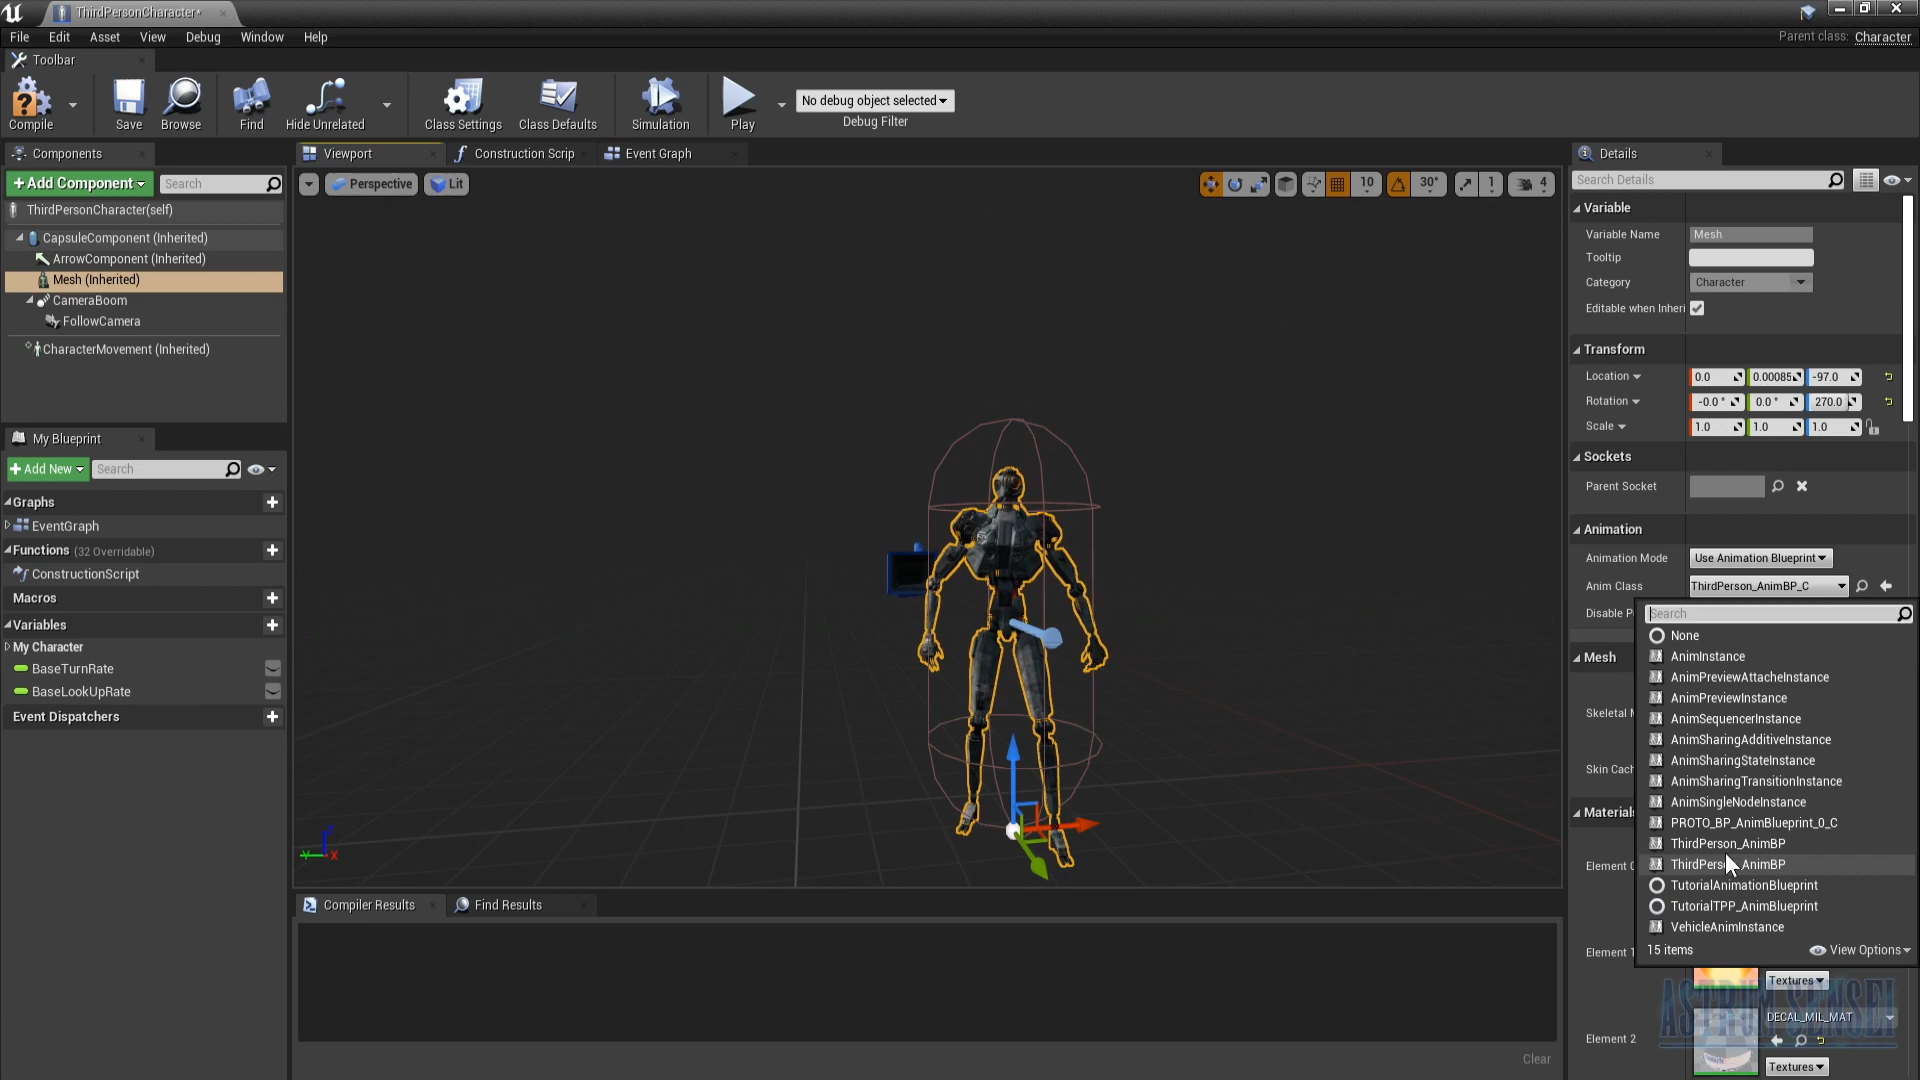 ThirdPersonCharacter*
File Edit Asset View Debug Window Help
Parent class: Character
Toolbar
Compile Save Browse Find Hide Unrelated Class Settings Class Defaults Simulation Play
No debug object selected
Debug Filter
Components
+Add Component
Search
ThirdPersonCharacter(self)
CapsuleComponent (Inherited)
ArrowComponent (Inherited)
Mesh (Inherited)
CameraBoom
FollowCamera
CharacterMovement (Inherited)
My Blueprint
+Add New
Search
Graphs
EventGraph
Functions (32 Overridable)
ConstructionScript
Macros
Variables
My Character
BaseTurnRate
BaseLookUpRate
Event Dispatchers
Viewport
Construction Scrip
Event Graph
Perspective
Lit
10
30°
1
4
Compiler Results
Find Results
Clear
Details
Search Details
Variable
Variable Name Mesh
Tooltip
Category Character
Editable when Inheri
Transform
Location 0.0 0.00085 -97.0
Rotation -0.0 ° 0.0 ° 270.0
Scale 1.0 1.0 1.0
Sockets
Parent Socket
Animation
Animation Mode Use Animation Blueprint
Anim Class ThirdPerson_AnimBP_C
Disable P
Search
None
AnimInstance
AnimPreviewAttacheInstance
AnimPreviewInstance
AnimSequencerInstance
AnimSharingAdditiveInstance
AnimSharingStateInstance
AnimSharingTransitionInstance
AnimSingleNodeInstance
PROTO_BP_AnimBlueprint_0_C
ThirdPerson_AnimBP
ThirdPers AnimBP
TutorialAnimationBlueprint
TutorialTPP_AnimBlueprint
VehicleAnimInstance
15 items
View Options
Mesh
Skeletal M
Skin Cach
Materials
Element 0
Element 1
Textures
ASTRUM SENSEI
DECAL_MIL_MAT
Element 2
Textures